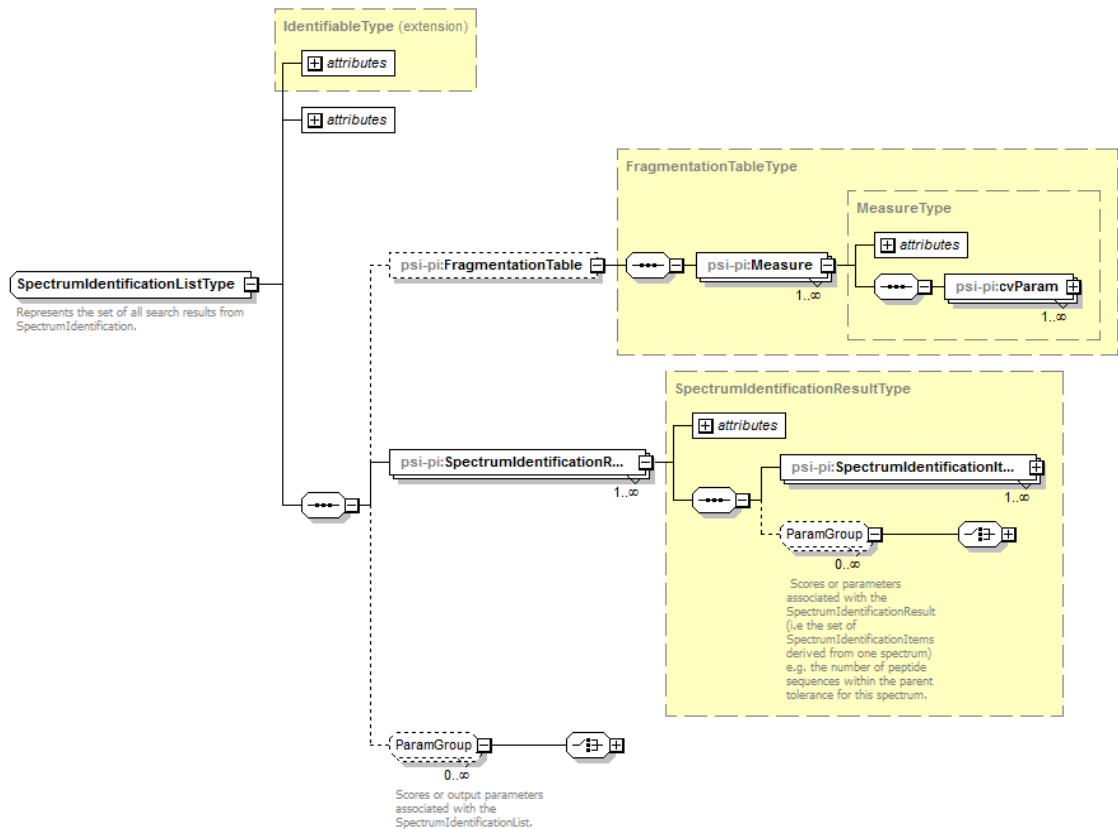 IdentifiableType (extension)
attributes
attributes
FragmentationTableType
MeasureType
attributes
psi-pi:FragmentationTable
psi-pi:Measure
1..∞
psi-pi:cvParam
1..∞
SpectrumIdentificationListType
Represents the set of all search results from
SpectrumIdentification.
SpectrumIdentificationResultType
attributes
psi-pi:SpectrumIdentificationR...
1..∞
psi-pi:SpectrumIdentificationIt...
1..∞
ParamGroup
0..∞
Scores or parameters
associated with the
SpectrumIdentificationResult
(i.e the set of
SpectrumIdentificationItems
derived from one spectrum)
e.g. the number of peptide
sequences within the parent
tolerance for this spectrum.
ParamGroup
0..∞
Scores or output parameters
associated with the
SpectrumIdentificationList.